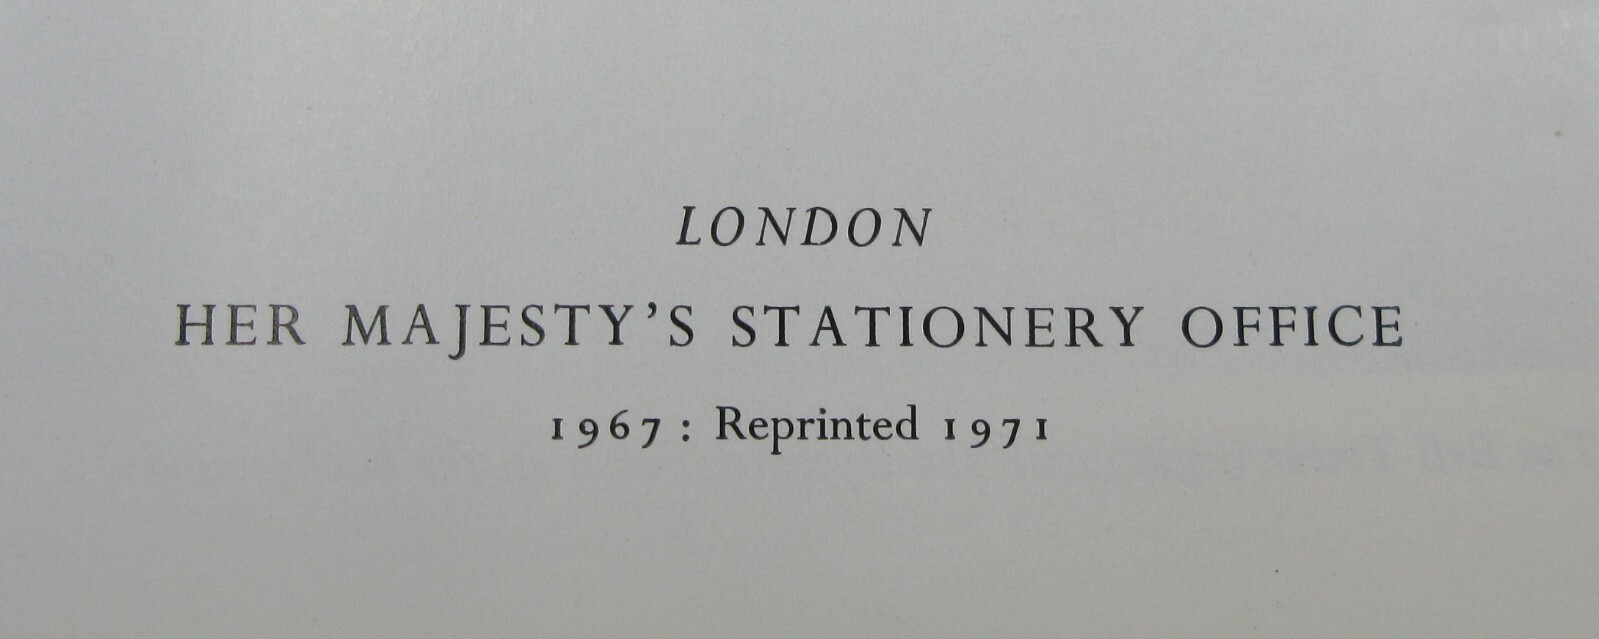 LONDON
HER MAJESTY'S STATIONERY OFFICE
1967: Reprinted 1971